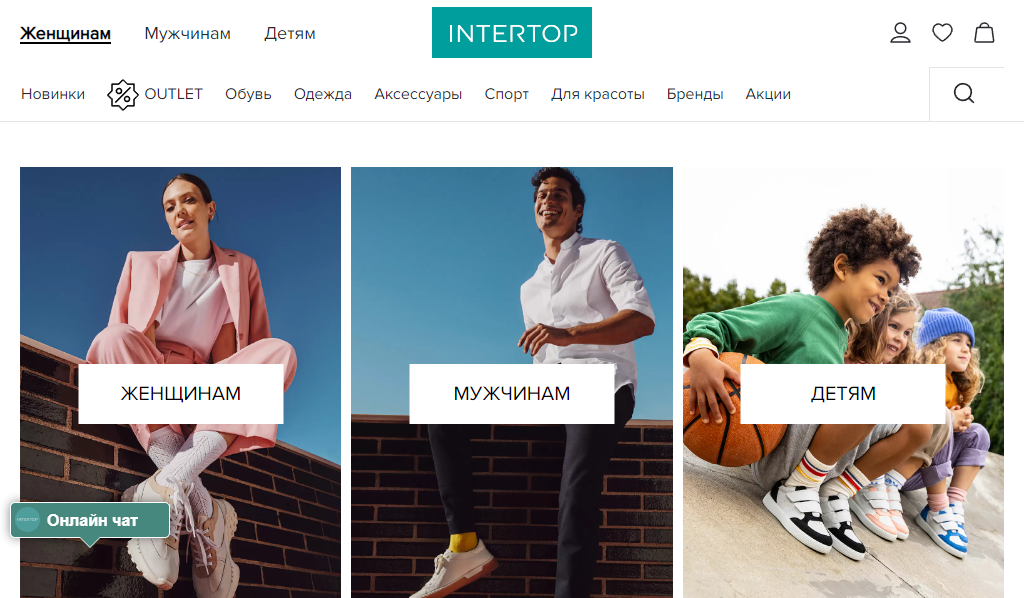 Женщинам Мужчинам Детям INTERTOP
Новинки OUTLET Обувь Одежда Аксессуары Спорт Для красоты Бренды Акции
ЖЕНЩИНАМ МУЖЧИНАМ ДЕТЯМ
INTERTOP Онлайн чат